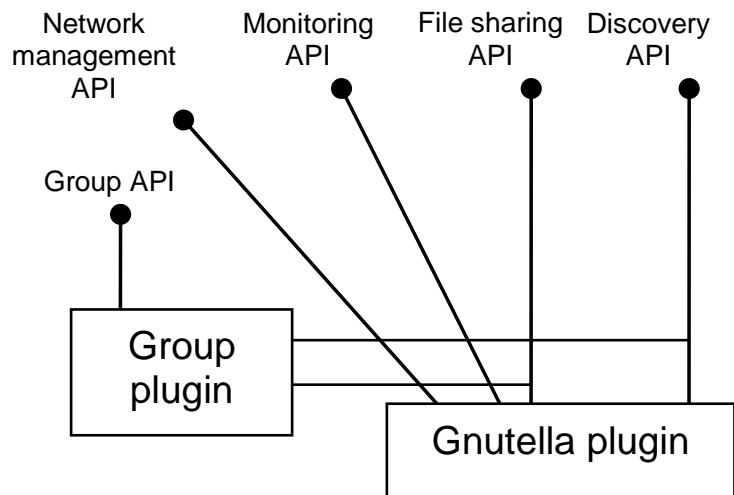 Network
management
API
Monitoring
API
File sharing
API
Discovery
API
Group API
Group
plugin
Gnutella plugin